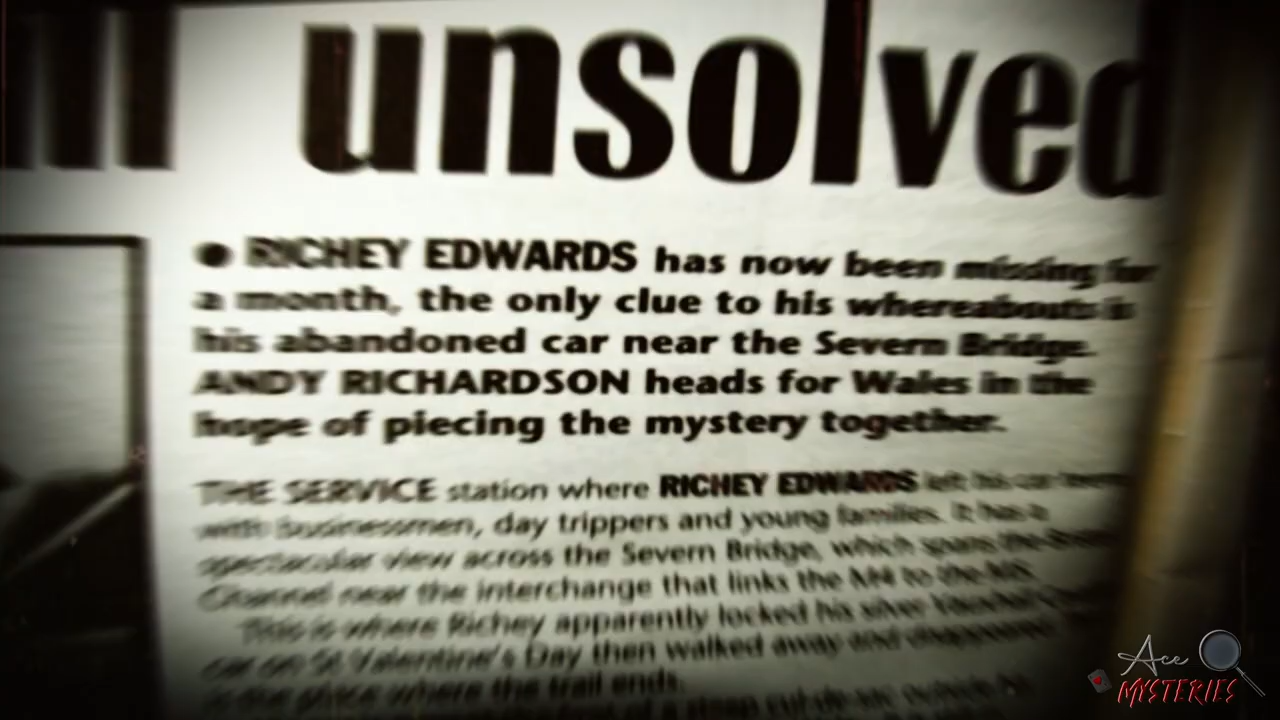 unsolved
• RICHEY EDWARDS has now been missing for
a month, the only clue to his whereabouts is
his abandoned car near the Severn Bridge.
ANDY RICHARDSON heads for Wales in the
hope of piecing the mystery together.
THE SERVICE station where RICHEY EDWARDS left his car
with businessmen, day trippers and young families. It has a
spectacular view across the Severn Bridge, which spans the
Channel near the interchange that links the M4 to the M5.
This is where Richey apparently locked his silver Vauxhall
car on St Valentine's Day then walked away and disappeared
is the place where the trail ends.
Ace
MYSTERIES